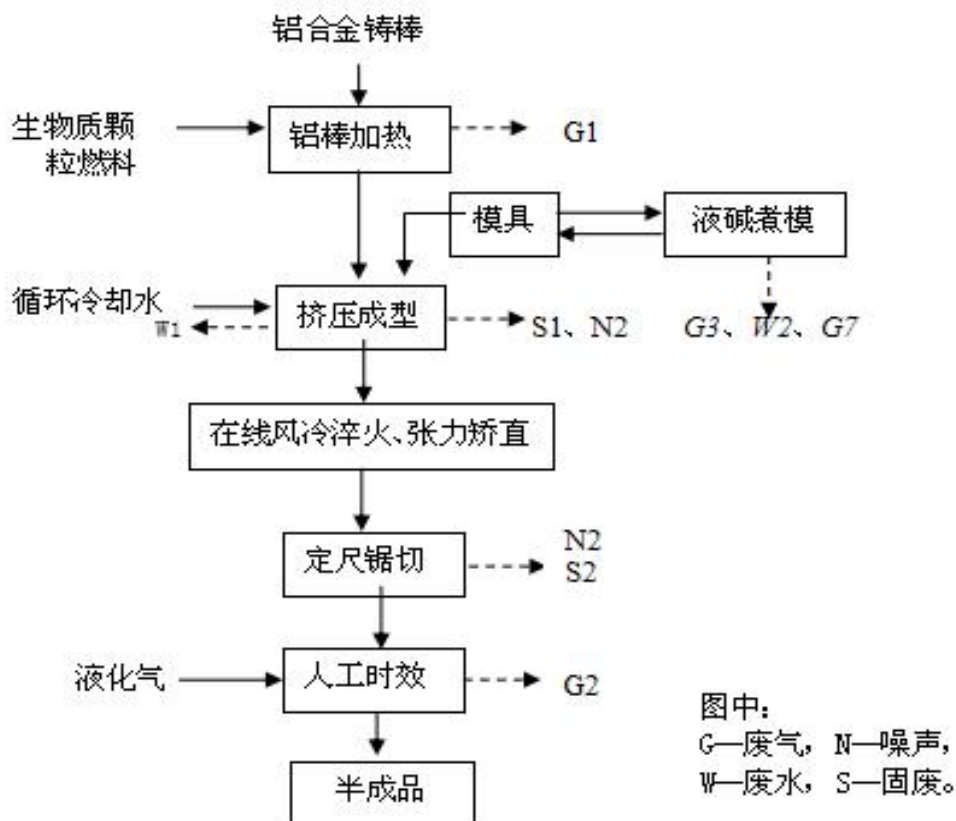 铝合金铸棒
生物质颗
粒燃料
铝棒加热
G1
模具
液碱煮模
循环冷却水
W1
挤压成型
S1、N2
G3、W2、G7
在线风冷淬火、张力矫直
定尺锯切
N2
S2
液化气
人工时效
G2
半成品
图中：
G—废气，N—噪声，
W—废水，S—固废。